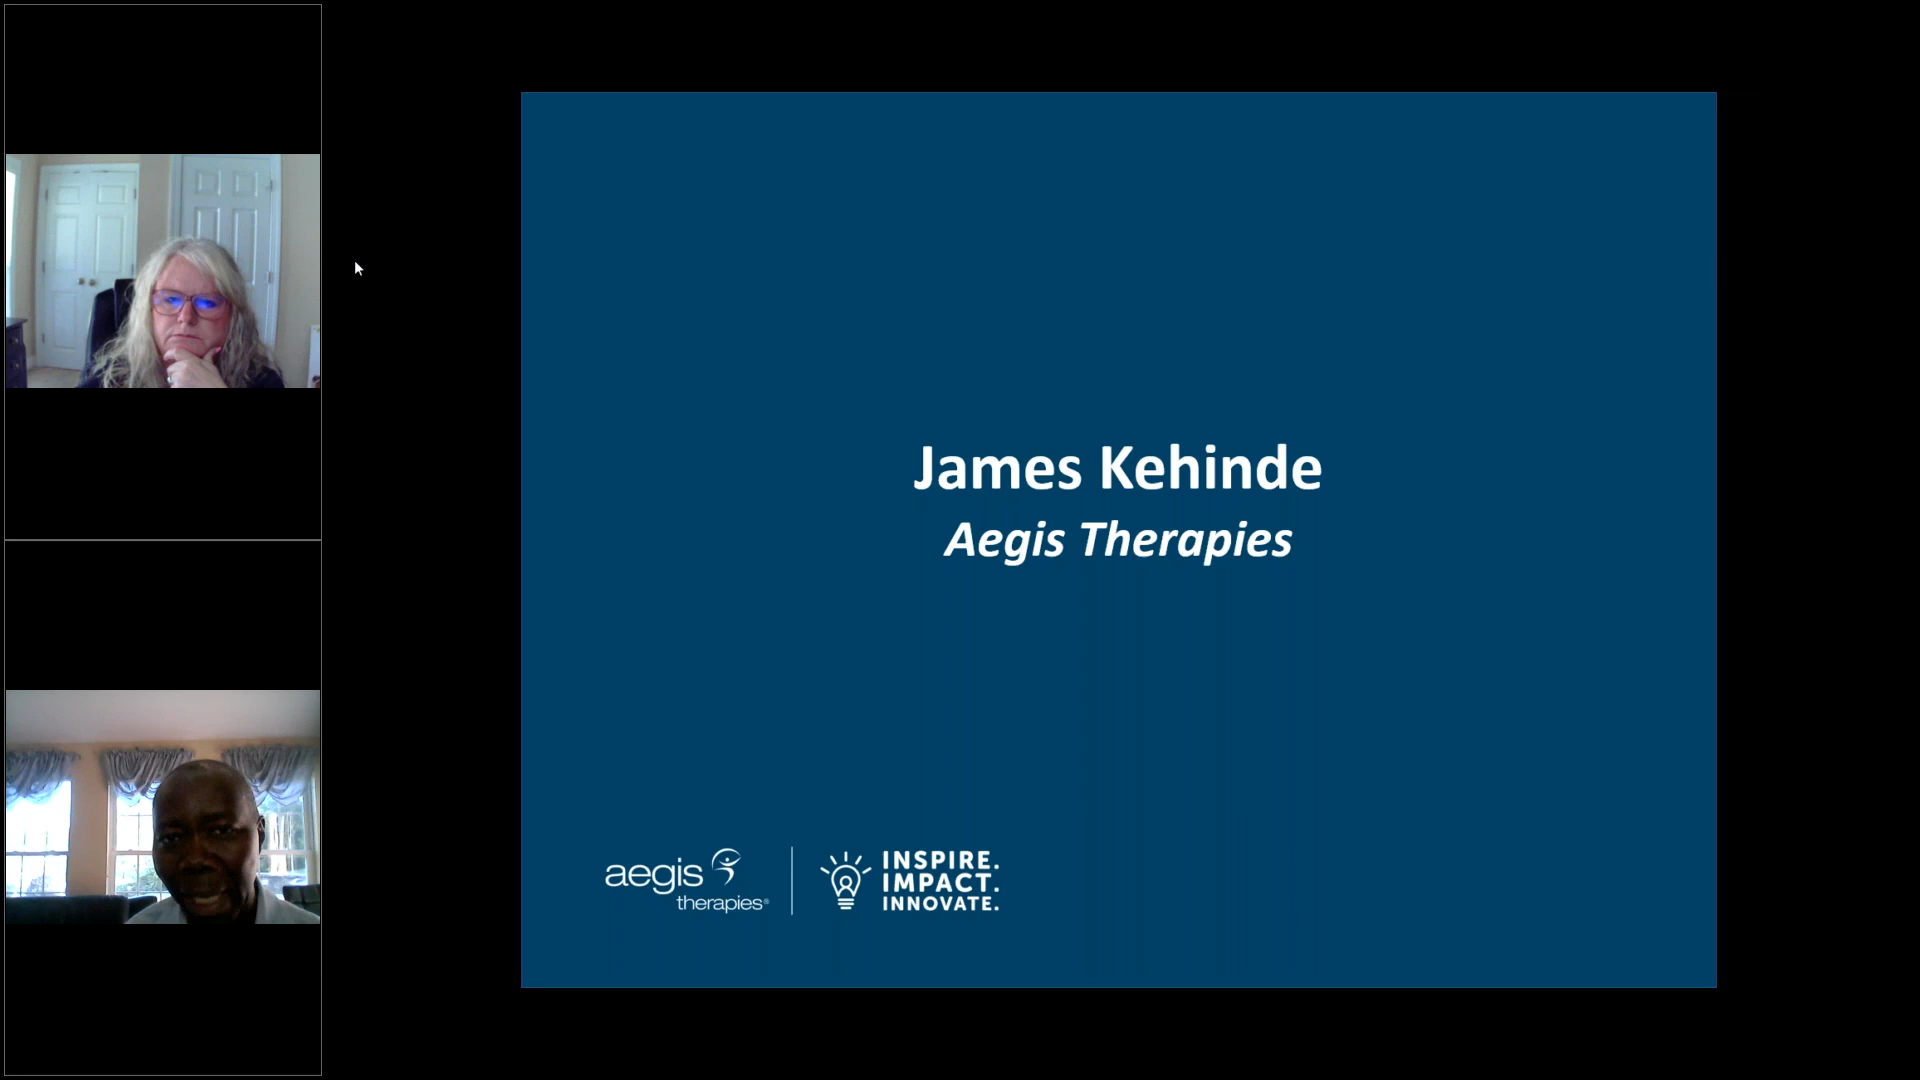 James Kehinde
Aegis Therapies
aegis
therapies®
INSPIRE.
IMPACT.
INNOVATE.